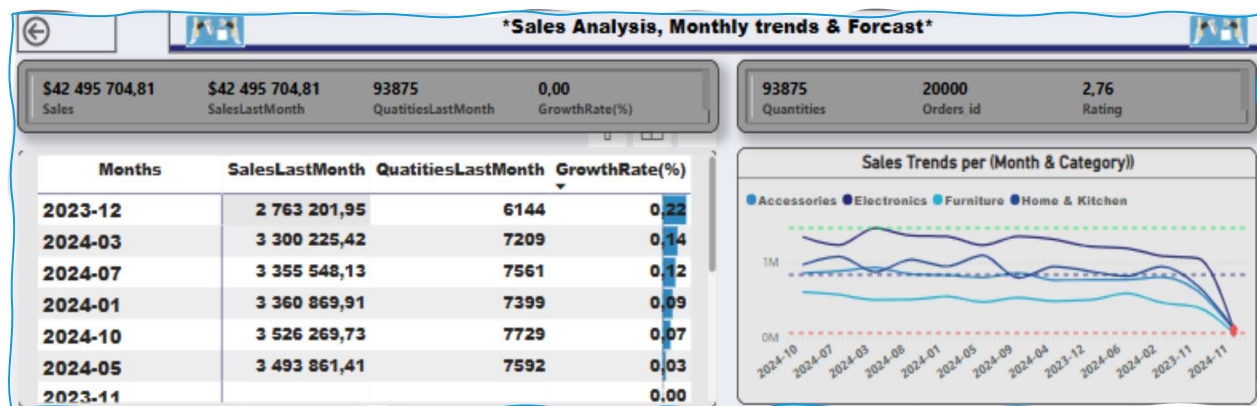 *Sales Analysis, Monthly trends & Forcast*
$42 495 704,81 $42 495 704,81 93875 0,00
Sales SalesLastMonth QuatitiesLastMonth GrowthRate(%)
93875 20000 2,76
Quantities Orders id Rating
Months SalesLastMonth QuatitiesLastMonth GrowthRate(%)
2023-12 2 763 201,95 6144 0,22
2024-03 3 300 225,42 7209 0,14
2024-07 3 355 548,13 7561 0,12
2024-01 3 360 869,91 7399 0,09
2024-10 3 526 269,73 7729 0,07
2024-05 3 493 861,41 7592 0,03
2023-11 0,00
Sales Trends per (Month & Category))
Accessories Electronics Furniture Home & Kitchen
1M
0M
2024-10 2024-07 2024-03 2024-08 2024-01 2024-05 2024-09 2024-04 2023-12 2024-06 2024-02 2023-11 2024-11